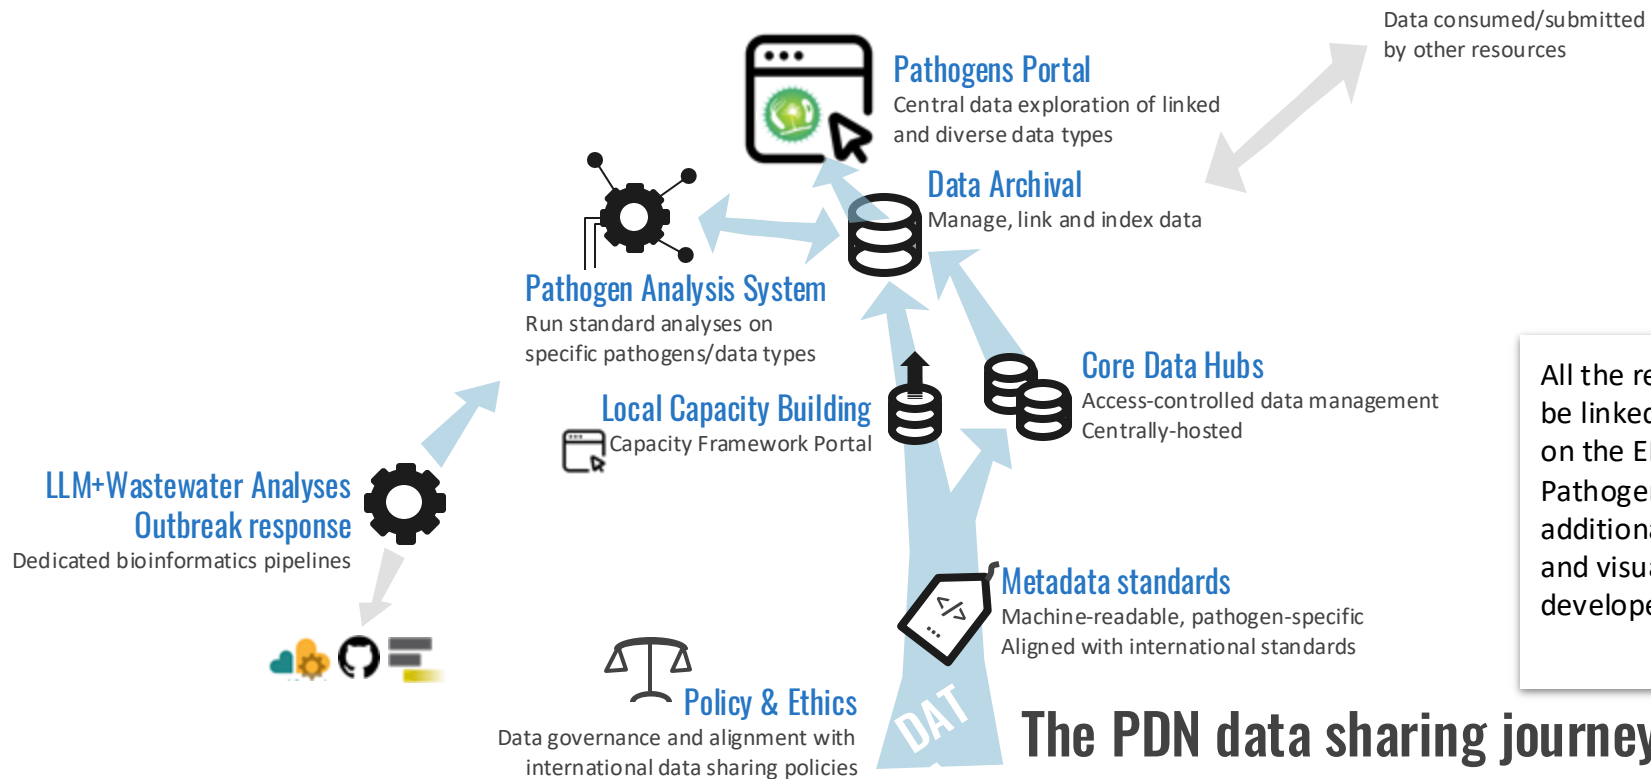 Data consumed/submitted
by other resources
Pathogens Portal
Central data exploration of linked
and diverse data types
Data Archival
Manage, link and index data
Pathogen Analysis System
Run standard analyses on
specific pathogens/data types
Core Data Hubs
Access-controlled data management
Centrally-hosted
Local Capacity Building
Capacity Framework Portal
LLM+Wastewater Analyses
Outbreak response
Dedicated bioinformatics pipelines
All the re
be linked
on the E
Pathoge
additiona
and visua
develope
Metadata standards
Machine-readable, pathogen-specific
Aligned with international standards
</>
...
Policy & Ethics
Data governance and alignment with
international data sharing policies
DAT
The PDN data sharing journey